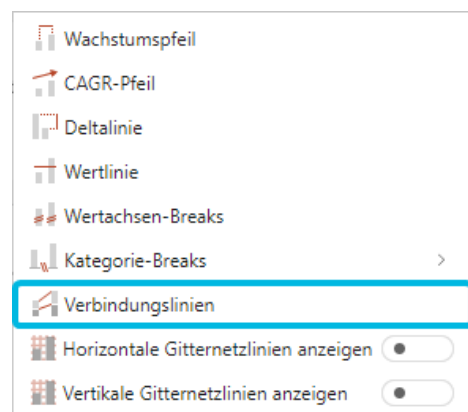 Wachstumspfeil
CAGR-Pfeil
Deltalinie
Wertlinie
Wertachsen-Breaks
Kategorie-Breaks
Verbindungslinien
Horizontale Gitternetzlinien anzeigen
Vertikale Gitternetzlinien anzeigen